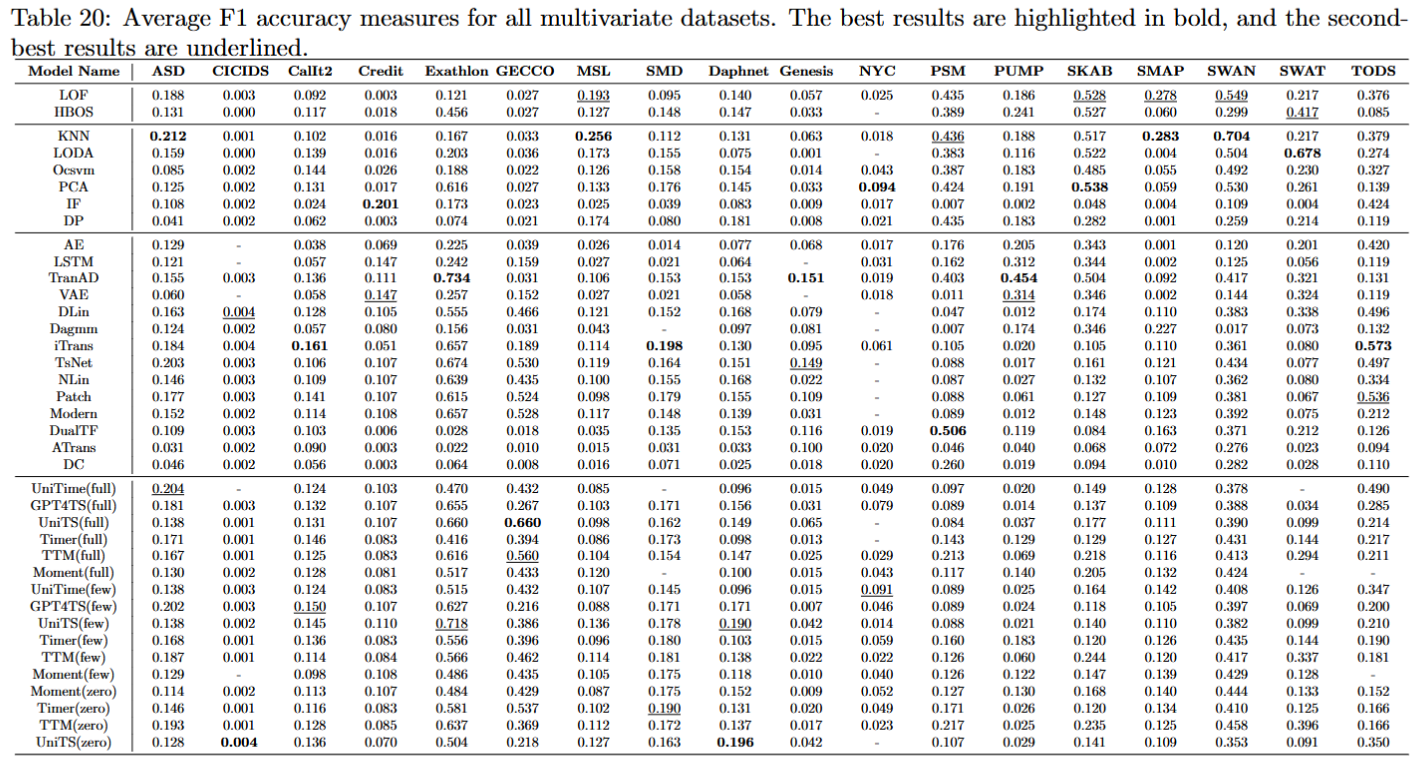 Table 20: Average F1 accuracy measures for all multivariate datasets. The best results are highlighted in bold, and the second-
best results are underlined.
Model Name ASD CICIDS CalIt2 Credit Exathlon GECCO MSL SMD Daphnet Genesis NYC PSM PUMP SKAB SMAP SWAN SWAT TODS
LOF 0.188 0.003 0.092 0.003 0.121 0.027 0.193 0.095 0.140 0.057 0.025 0.435 0.186 0.528 0.278 0.549 0.217 0.376
HBOS 0.131 0.000 0.117 0.018 0.456 0.027 0.127 0.148 0.147 0.033 - 0.389 0.241 0.527 0.060 0.299 0.417 0.085
KNN 0.212 0.001 0.102 0.016 0.167 0.033 0.256 0.112 0.131 0.063 0.018 0.436 0.188 0.517 0.283 0.704 0.217 0.379
LODA 0.159 0.000 0.139 0.016 0.203 0.036 0.173 0.155 0.075 0.001 - 0.383 0.116 0.522 0.004 0.504 0.678 0.274
Ocsvm 0.085 0.002 0.144 0.026 0.188 0.022 0.126 0.158 0.154 0.014 0.043 0.387 0.183 0.485 0.055 0.492 0.230 0.327
PCA 0.125 0.002 0.131 0.017 0.616 0.027 0.133 0.176 0.145 0.033 0.094 0.424 0.191 0.538 0.059 0.530 0.261 0.139
IF 0.108 0.002 0.024 0.201 0.173 0.023 0.025 0.039 0.083 0.009 0.017 0.007 0.002 0.048 0.004 0.109 0.004 0.424
DP 0.041 0.002 0.062 0.003 0.074 0.021 0.174 0.080 0.181 0.008 0.021 0.435 0.183 0.282 0.001 0.259 0.214 0.119
AE 0.129 - 0.038 0.069 0.225 0.039 0.026 0.014 0.077 0.068 0.017 0.176 0.205 0.343 0.001 0.120 0.201 0.420
LSTM 0.121 - 0.057 0.147 0.242 0.159 0.027 0.021 0.064 - 0.031 0.162 0.312 0.344 0.002 0.125 0.056 0.119
TranAD 0.155 0.003 0.136 0.111 0.734 0.031 0.106 0.153 0.153 0.151 0.019 0.403 0.454 0.504 0.092 0.417 0.321 0.131
VAE 0.060 - 0.058 0.147 0.257 0.152 0.027 0.021 0.058 - 0.018 0.011 0.314 0.346 0.002 0.144 0.324 0.119
DLin 0.163 0.004 0.128 0.105 0.555 0.466 0.121 0.152 0.168 0.079 - 0.047 0.012 0.174 0.110 0.383 0.338 0.496
Dagmm 0.124 0.002 0.057 0.080 0.156 0.031 0.043 - 0.097 0.081 - 0.007 0.174 0.346 0.227 0.017 0.073 0.132
iTrans 0.184 0.004 0.161 0.051 0.657 0.189 0.114 0.198 0.130 0.095 0.061 0.105 0.020 0.105 0.110 0.361 0.080 0.573
TsNet 0.203 0.003 0.106 0.107 0.674 0.530 0.119 0.164 0.151 0.149 - 0.088 0.017 0.161 0.121 0.434 0.077 0.497
NLin 0.146 0.003 0.109 0.107 0.639 0.435 0.100 0.155 0.168 0.022 - 0.087 0.027 0.132 0.107 0.362 0.080 0.334
Patch 0.177 0.003 0.141 0.107 0.615 0.524 0.098 0.179 0.155 0.109 - 0.088 0.061 0.127 0.109 0.381 0.067 0.536
Modern 0.152 0.002 0.114 0.108 0.657 0.528 0.117 0.148 0.139 0.031 - 0.089 0.012 0.148 0.123 0.392 0.075 0.212
DualTF 0.109 0.003 0.103 0.006 0.028 0.018 0.035 0.135 0.153 0.116 0.019 0.506 0.119 0.084 0.163 0.371 0.212 0.126
ATrans 0.031 0.002 0.090 0.003 0.022 0.010 0.015 0.031 0.033 0.100 0.020 0.046 0.040 0.068 0.072 0.276 0.023 0.094
DC 0.046 0.002 0.056 0.003 0.064 0.008 0.016 0.071 0.025 0.018 0.020 0.260 0.019 0.094 0.010 0.282 0.028 0.110
UniTime(full) 0.204 - 0.124 0.103 0.470 0.432 0.085 - 0.096 0.015 0.049 0.097 0.020 0.149 0.128 0.378 - 0.490
GPT4TS(full) 0.181 0.003 0.132 0.107 0.655 0.267 0.103 0.171 0.156 0.031 0.079 0.089 0.014 0.137 0.109 0.388 0.034 0.285
UniTS(full) 0.138 0.001 0.131 0.107 0.660 0.660 0.098 0.162 0.149 0.065 - 0.084 0.037 0.177 0.111 0.390 0.099 0.214
Timer(full) 0.171 0.001 0.146 0.083 0.416 0.394 0.086 0.173 0.098 0.013 - 0.143 0.129 0.129 0.127 0.431 0.144 0.217
TTM(full) 0.167 0.001 0.125 0.083 0.616 0.560 0.104 0.154 0.147 0.025 0.029 0.213 0.069 0.218 0.116 0.413 0.294 0.211
Moment(full) 0.130 0.002 0.128 0.081 0.517 0.433 0.120 - 0.100 0.015 0.043 0.117 0.140 0.205 0.132 0.424 - -
UniTime(few) 0.138 0.003 0.124 0.083 0.515 0.432 0.107 0.145 0.096 0.015 0.091 0.089 0.025 0.164 0.142 0.408 0.126 0.347
GPT4TS(few) 0.202 0.003 0.150 0.107 0.627 0.216 0.088 0.171 0.171 0.007 0.046 0.089 0.024 0.118 0.105 0.397 0.069 0.200
UniTS(few) 0.138 0.002 0.145 0.110 0.718 0.386 0.136 0.178 0.190 0.042 0.014 0.088 0.021 0.140 0.110 0.382 0.099 0.210
Timer(few) 0.168 0.001 0.136 0.083 0.556 0.396 0.096 0.180 0.103 0.015 0.059 0.160 0.183 0.120 0.126 0.435 0.144 0.190
TTM(few) 0.187 0.001 0.114 0.084 0.566 0.462 0.114 0.181 0.138 0.022 0.022 0.126 0.060 0.244 0.120 0.417 0.337 0.181
Moment(few) 0.129 - 0.098 0.108 0.486 0.435 0.105 0.175 0.118 0.010 0.040 0.126 0.122 0.147 0.139 0.429 0.128 -
Moment(zero) 0.114 0.002 0.113 0.107 0.484 0.429 0.087 0.175 0.152 0.009 0.052 0.127 0.130 0.168 0.140 0.444 0.133 0.152
Timer(zero) 0.146 0.001 0.116 0.083 0.581 0.537 0.102 0.190 0.131 0.020 0.049 0.171 0.026 0.120 0.134 0.410 0.125 0.166
TTM(zero) 0.193 0.001 0.128 0.085 0.637 0.369 0.112 0.172 0.137 0.017 0.023 0.217 0.025 0.235 0.125 0.458 0.396 0.166
UniTS(zero) 0.128 0.004 0.136 0.070 0.504 0.218 0.127 0.163 0.196 0.042 - 0.107 0.029 0.141 0.109 0.353 0.091 0.350